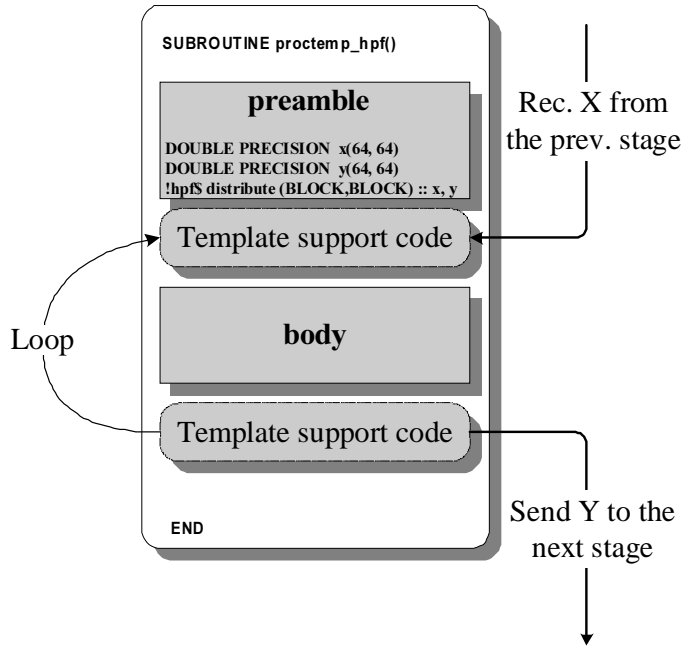 SUBROUTINE proctemp_hpf()
preamble
DOUBLE PRECISION x(64, 64)
DOUBLE PRECISION y(64, 64)
!hpf$ distribute (BLOCK,BLOCK) :: x, y
Rec. X from
the prev. stage
Template support code
Loop
body
Template support code
Send Y to the
next stage
END